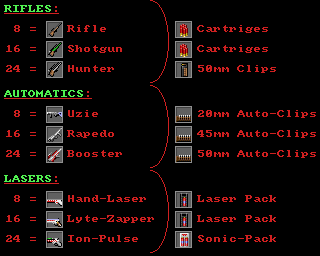 RIFLES:
8 = Rifle Cartriges
16 = Shotgun Cartriges
24 = Hunter 50mm Clips
AUTOMATICS:
8 = Uzie 20mm Auto-Clips
16 = Rapedo 45mm Auto-Clips
24 = Booster 50mm Auto-Clips
LASERS:
8 = Hand-Laser Laser Pack
16 = Lyte-Zapper Laser Pack
24 = Ion-Pulse Sonic-Pack